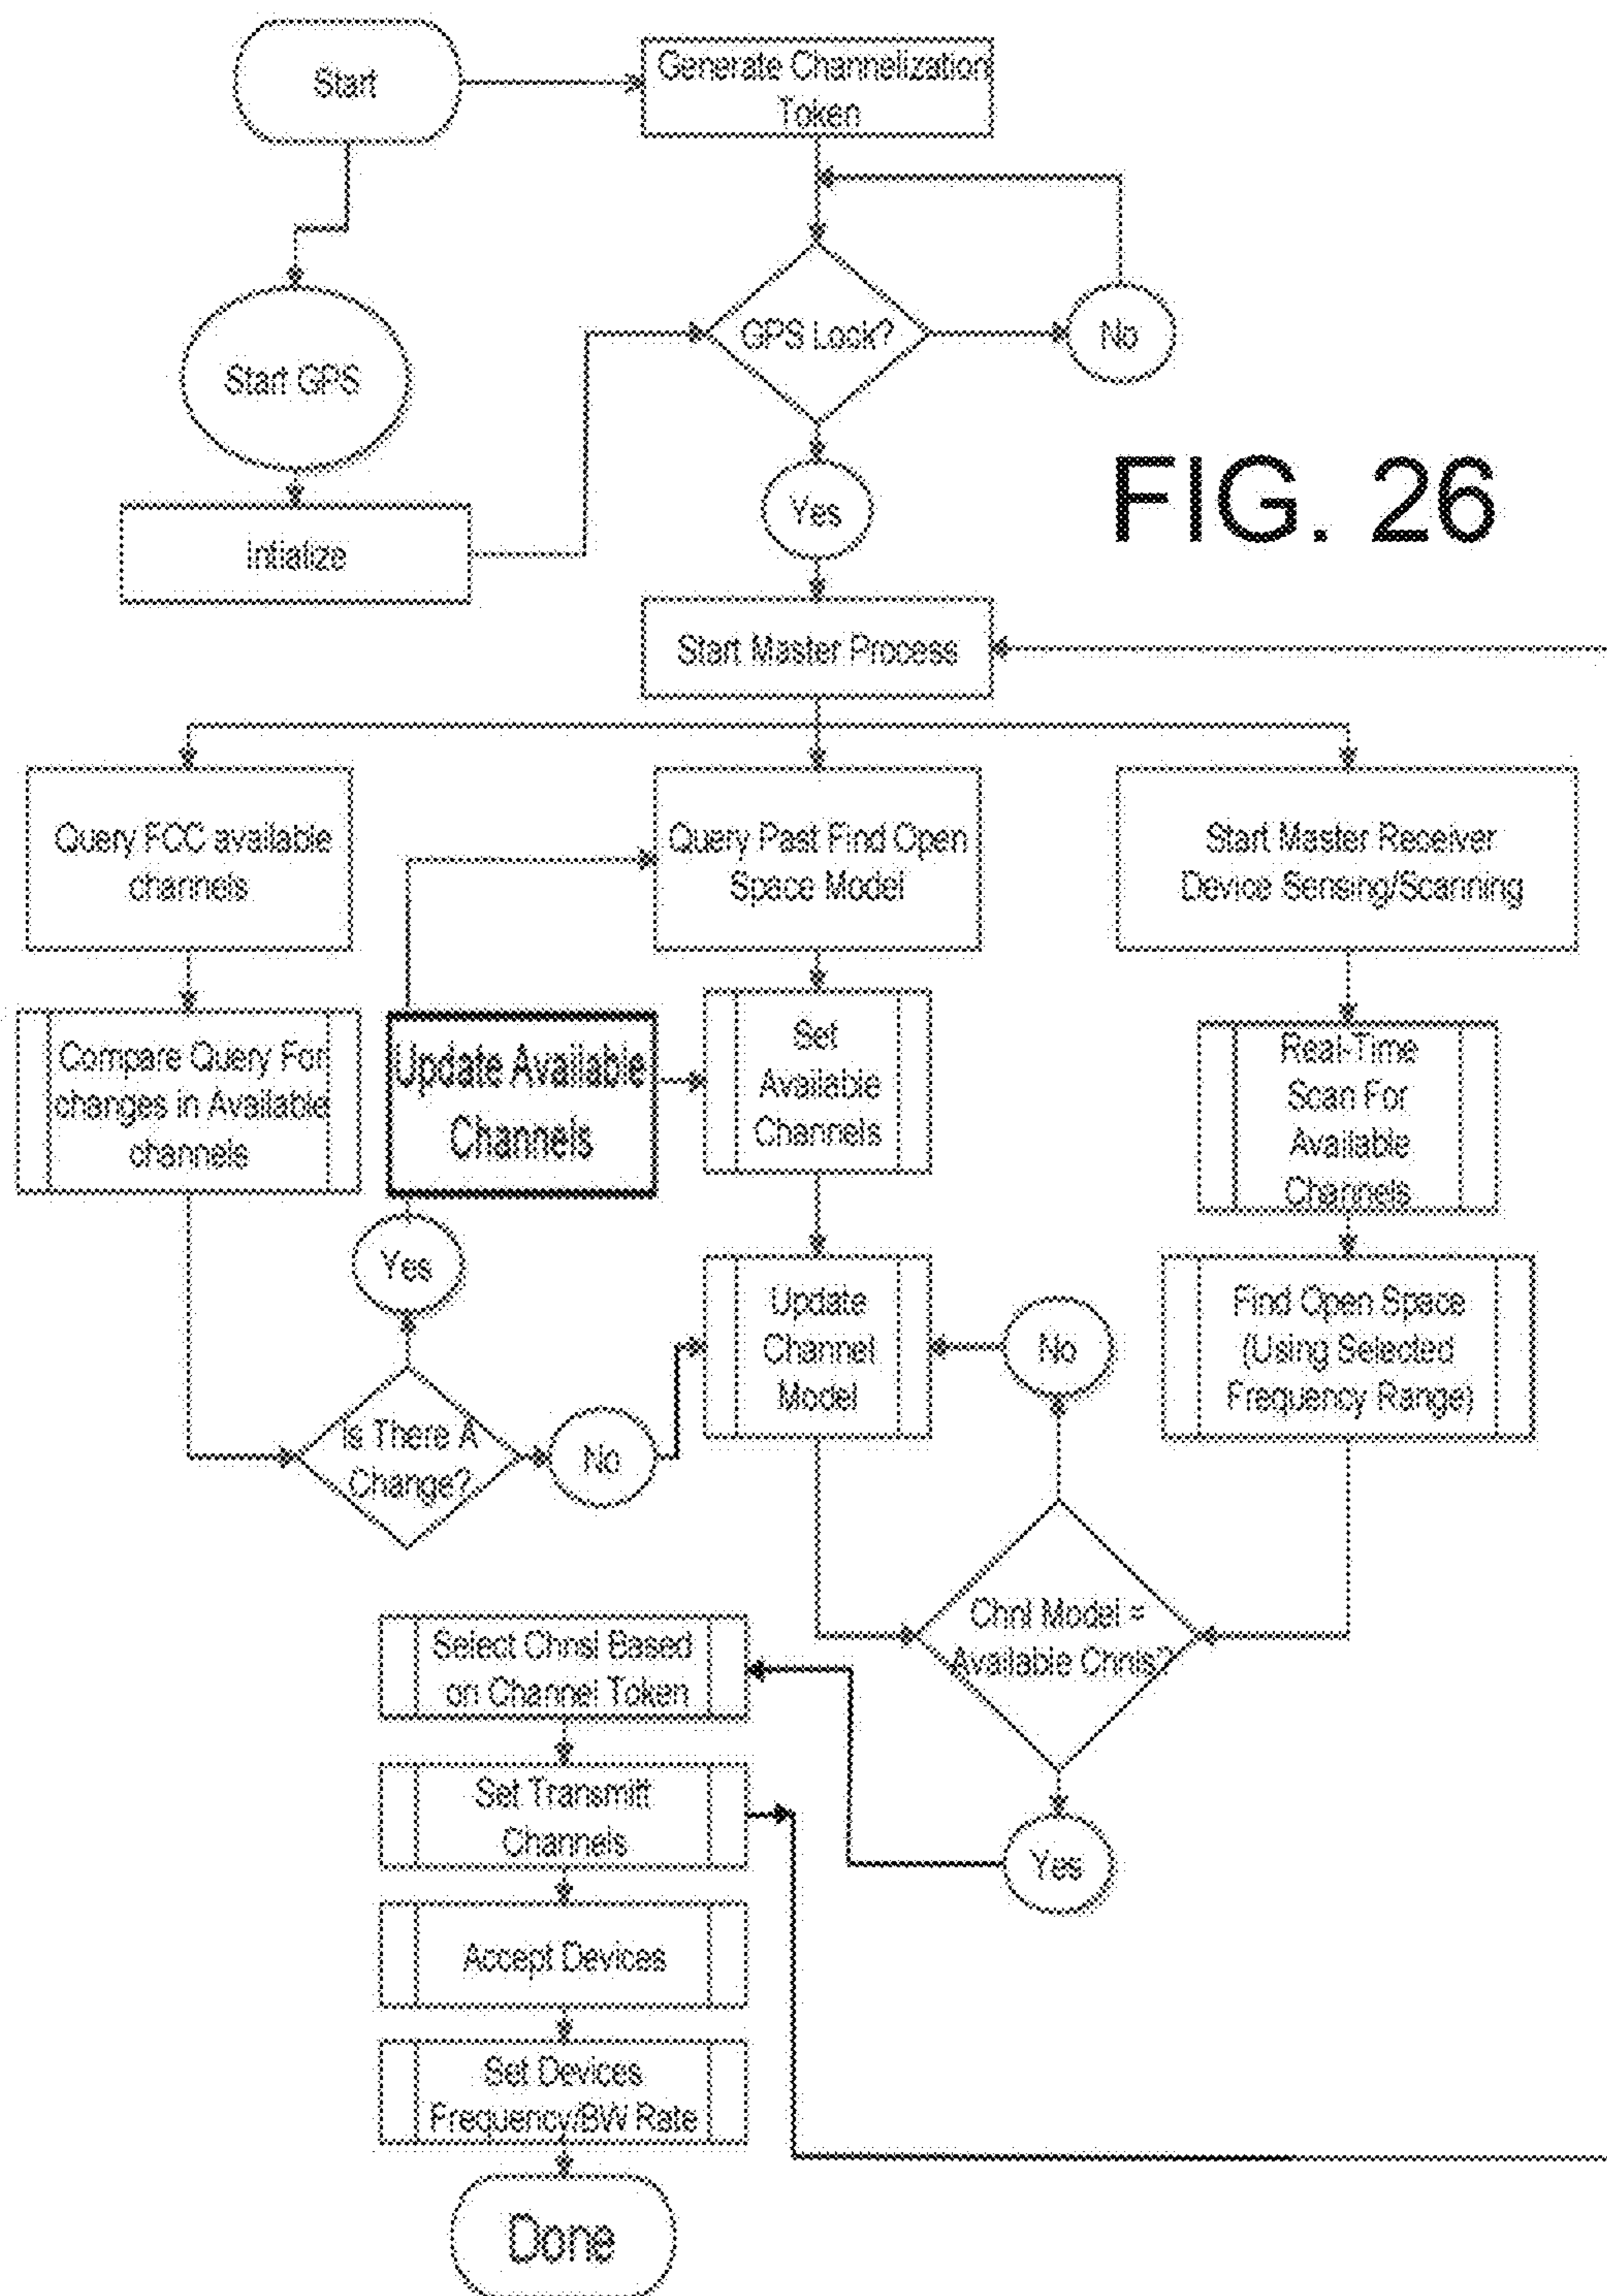 Start
Generate Channelization
Token
GPS Lock?
No
Start GPS
Yes
FIG. 26
Intialize
Start Master Process
Query FCC available
channels
Query Past Find Open
Space Model
Start Master Receiver
Device Sensing/Scanning
Compare Query For
changes in Available
channels
Update Available
Channels
Set
Available
Channels
Real-Time
Scan For
Available
Channels
Yes
Update
Channel
Model
No
Find Open Space
(Using Selected
Frequency Range)
Is There A
Change?
No
Chnl Model =
Available Chnls?
Select Chnsl Based
on Channel Token
Set Transmitt
Channels
Yes
Accept Devices
Set Devices
Frequency/BW Rate
Done